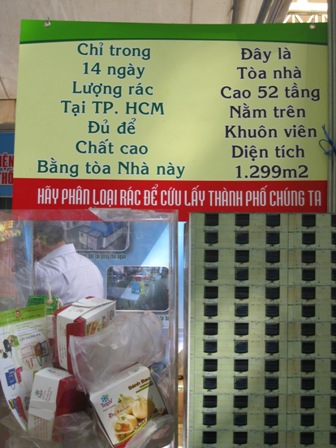 Chỉ trong
14 ngày
Lượng rác
Tại TP. HCM
Đủ để
Chất cao
Bằng tòa Nhà này
Đây là
Tòa nhà
Cao 52 tầng
Nằm trên
Khuôn viên
Diện tích
1.299m2
HÃY PHÂN LOẠI RÁC ĐỂ CỨU LẤY THÀNH PHỐ CHÚNG TA